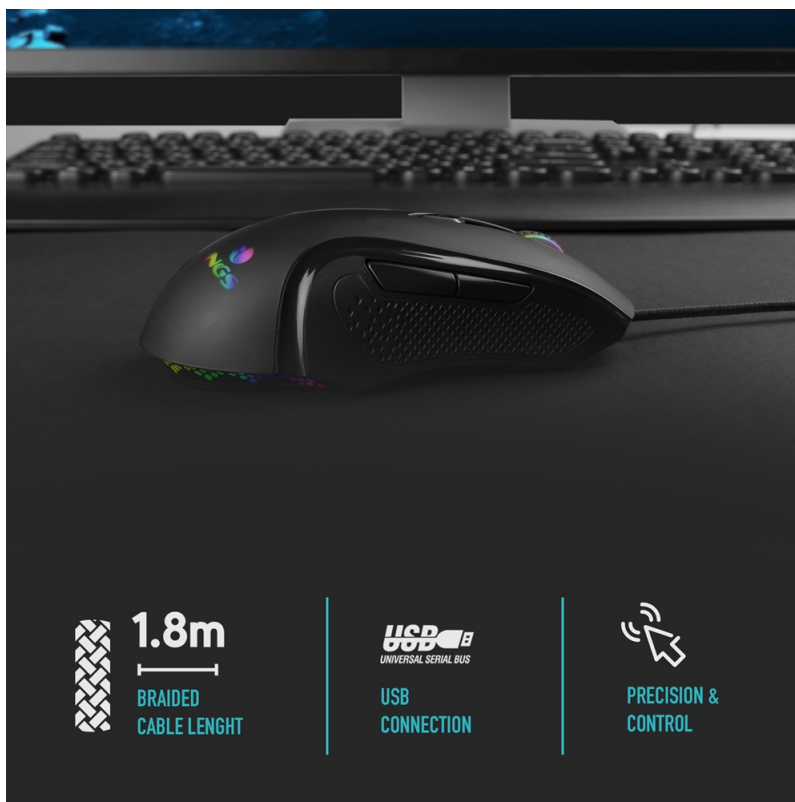 NGS
1.8m
BRAIDED
CABLE LENGHT
USB
UNIVERSAL SERIAL BUS
USB
CONNECTION
PRECISION &
CONTROL